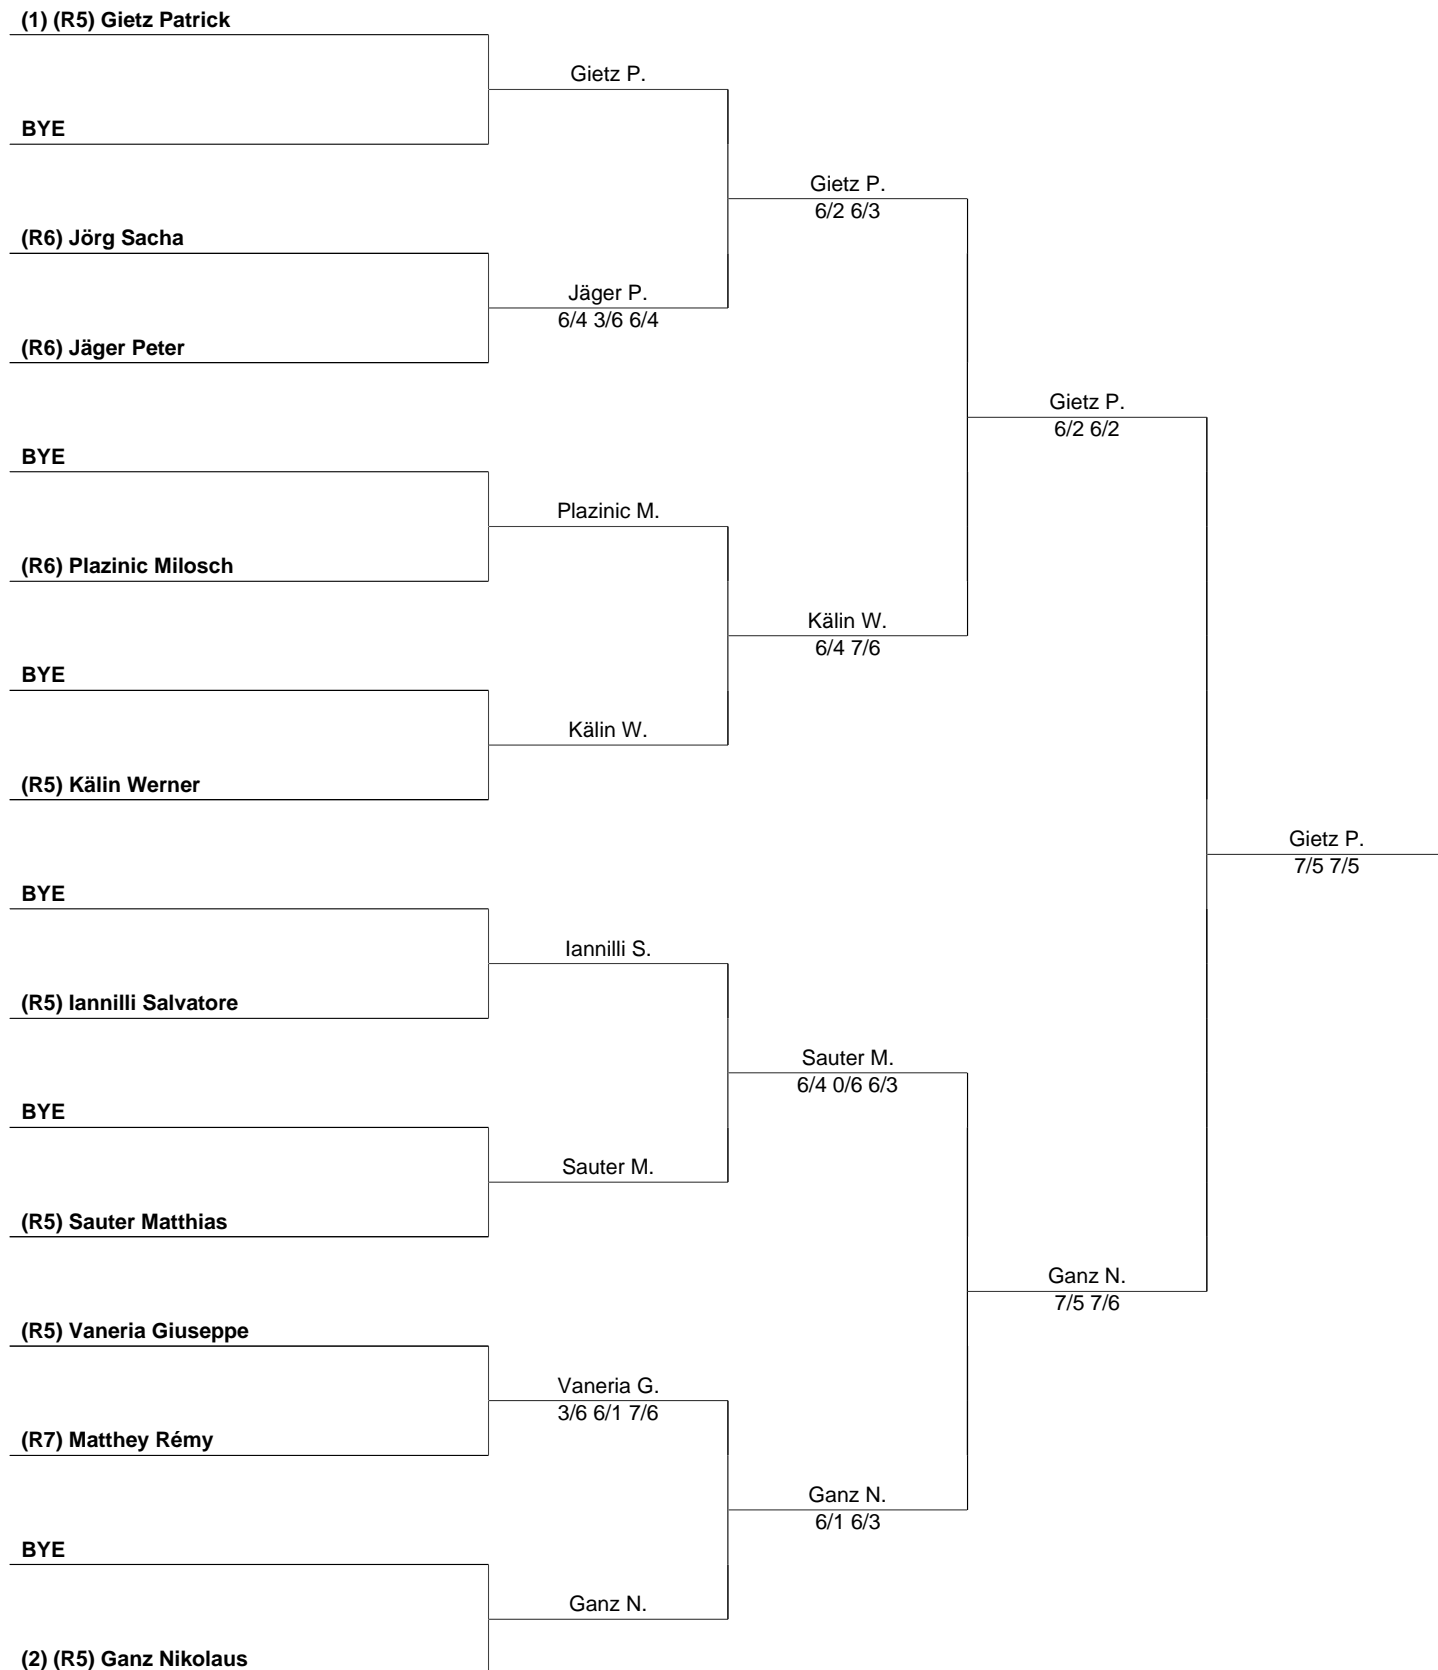 (1) (R5) Gietz Patrick
Gietz P.
BYE
Gietz P.
6/2 6/3
(R6) Jörg Sacha
Jäger P.
6/4 3/6 6/4
(R6) Jäger Peter
Gietz P.
6/2 6/2
BYE
Plazinic M.
(R6) Plazinic Milosch
Kälin W.
6/4 7/6
BYE
Kälin W.
(R5) Kälin Werner
Gietz P.
7/5 7/5
BYE
Iannilli S.
(R5) Iannilli Salvatore
Sauter M.
6/4 0/6 6/3
BYE
Sauter M.
(R5) Sauter Matthias
Ganz N.
7/5 7/6
(R5) Vaneria Giuseppe
Vaneria G.
3/6 6/1 7/6
(R7) Matthey Rémy
Ganz N.
6/1 6/3
BYE
Ganz N.
(2) (R5) Ganz Nikolaus